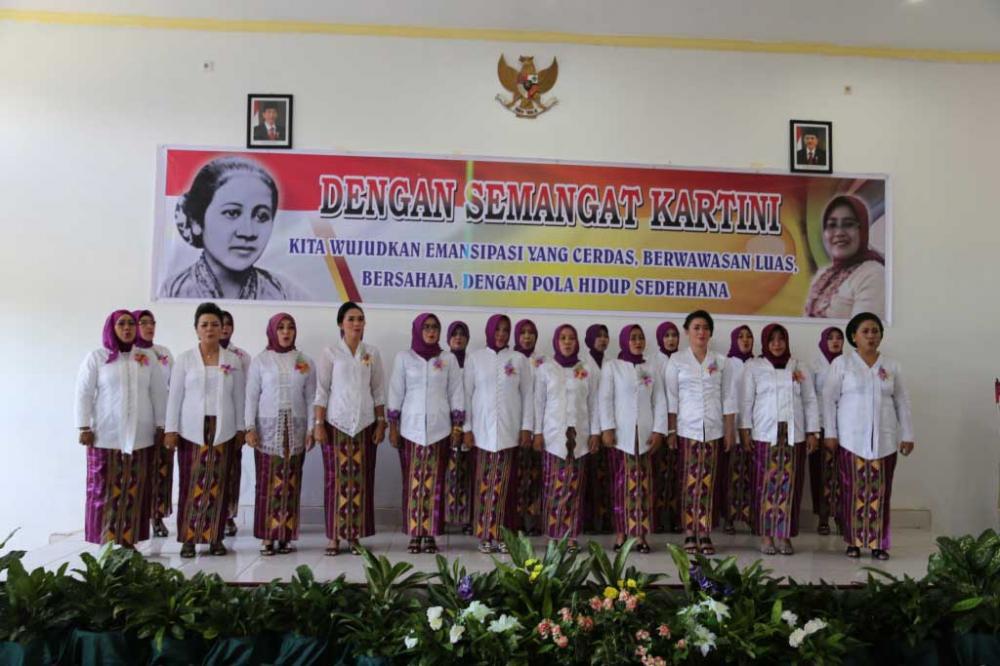 DENGAN SEMANGAT KARTINI
KITA WUJUDKAN EMANSIPASI YANG CERDAS, BERWAWASAN LUAS,
BERSAHAJA, DENGAN POLA HIDUP SEDERHANA